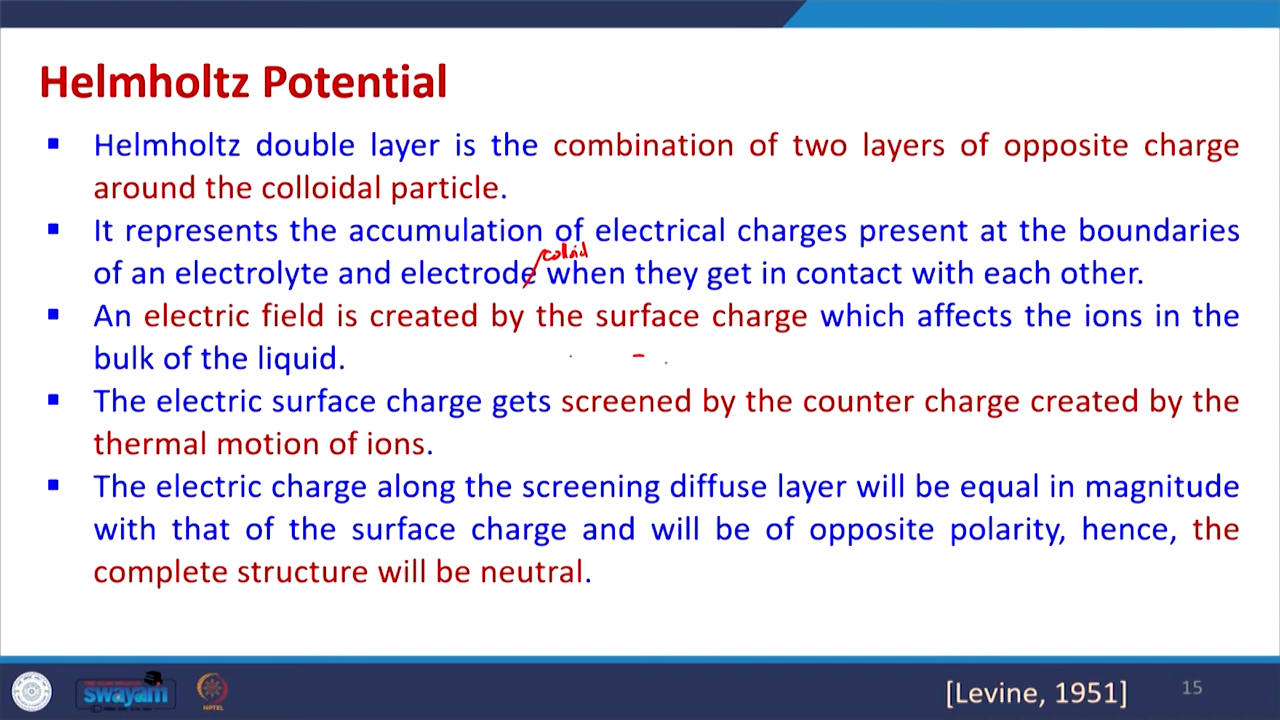 Helmholtz Potential
▪ Helmholtz double layer is the combination of two layers of opposite charge
around the colloidal particle.
▪ It represents the accumulation of electrical charges present at the boundaries
colloid
of an electrolyte and electrode/ when they get in contact with each other.
▪ An electric field is created by the surface charge which affects the ions in the
bulk of the liquid.
▪ The electric surface charge gets screened by the counter charge created by the
thermal motion of ions.
▪ The electric charge along the screening diffuse layer will be equal in magnitude
with that of the surface charge and will be of opposite polarity, hence, the
complete structure will be neutral.
swayam
NPTEL
[Levine, 1951]
15